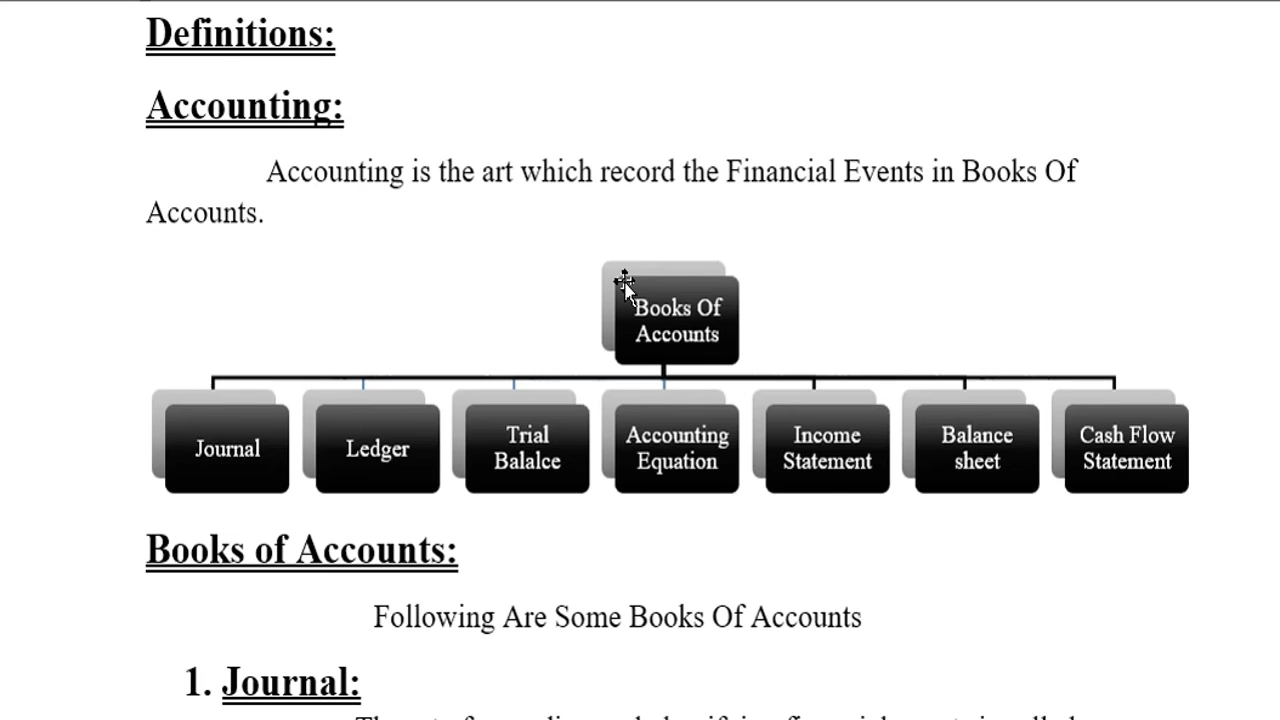 Definitions:
Accounting:
Accounting is the art which record the Financial Events in Books Of
Accounts.
Books Of
Accounts
Journal
Ledger
Trial
Balalce
Accounting
Equation
Income
Statement
Balance
sheet
Cash Flow
Statement
Books of Accounts:
Following Are Some Books Of Accounts
1. Journal: